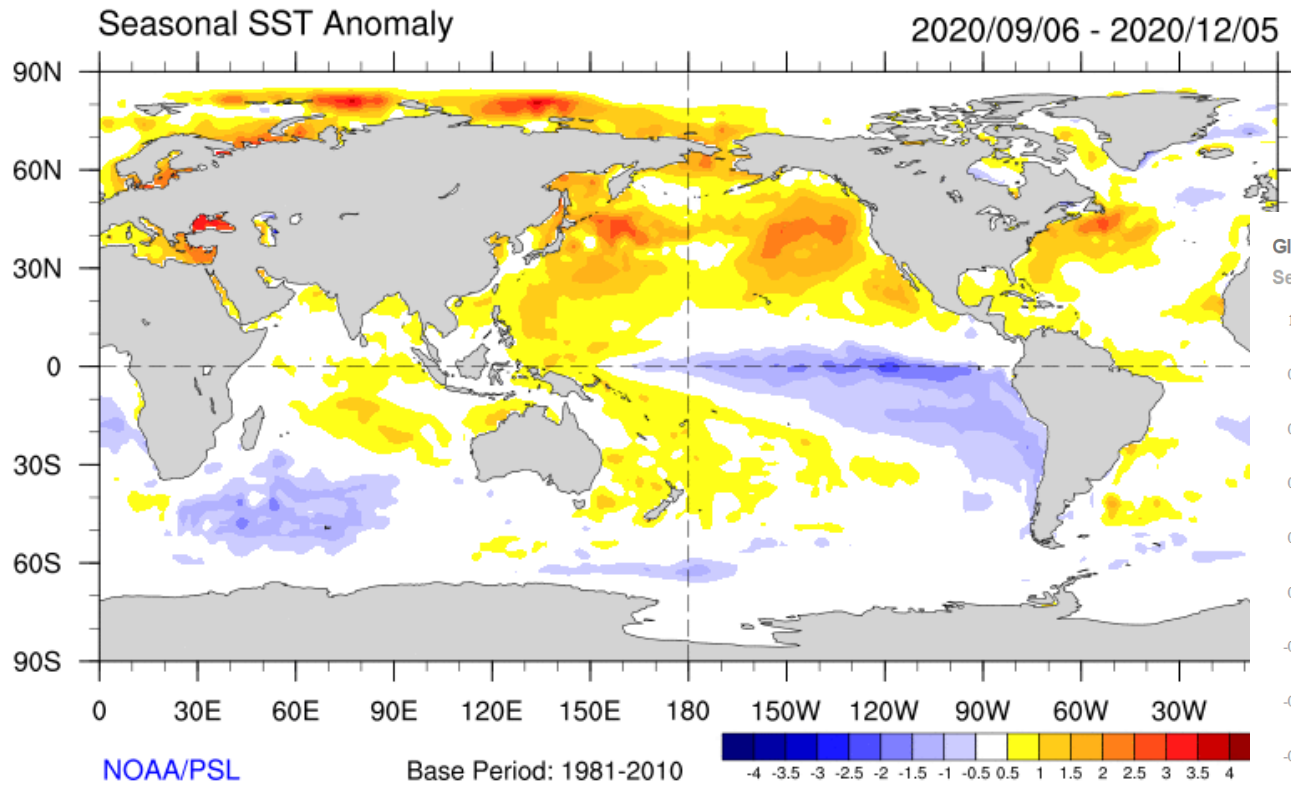 Seasonal SST Anomaly
2020/09/06 - 2020/12/05
90N
60N
30N
0
30S
60S
90S
0 30E 60E 90E 120E 150E 180 150W 120W 90W 60W 30W
NOAA/PSL
Base Period: 1981-2010
-4 -3.5 -3 -2.5 -2 -1.5 -1 -0.5 0.5 1 1.5 2 2.5 3 3.5 4
Gl
Se